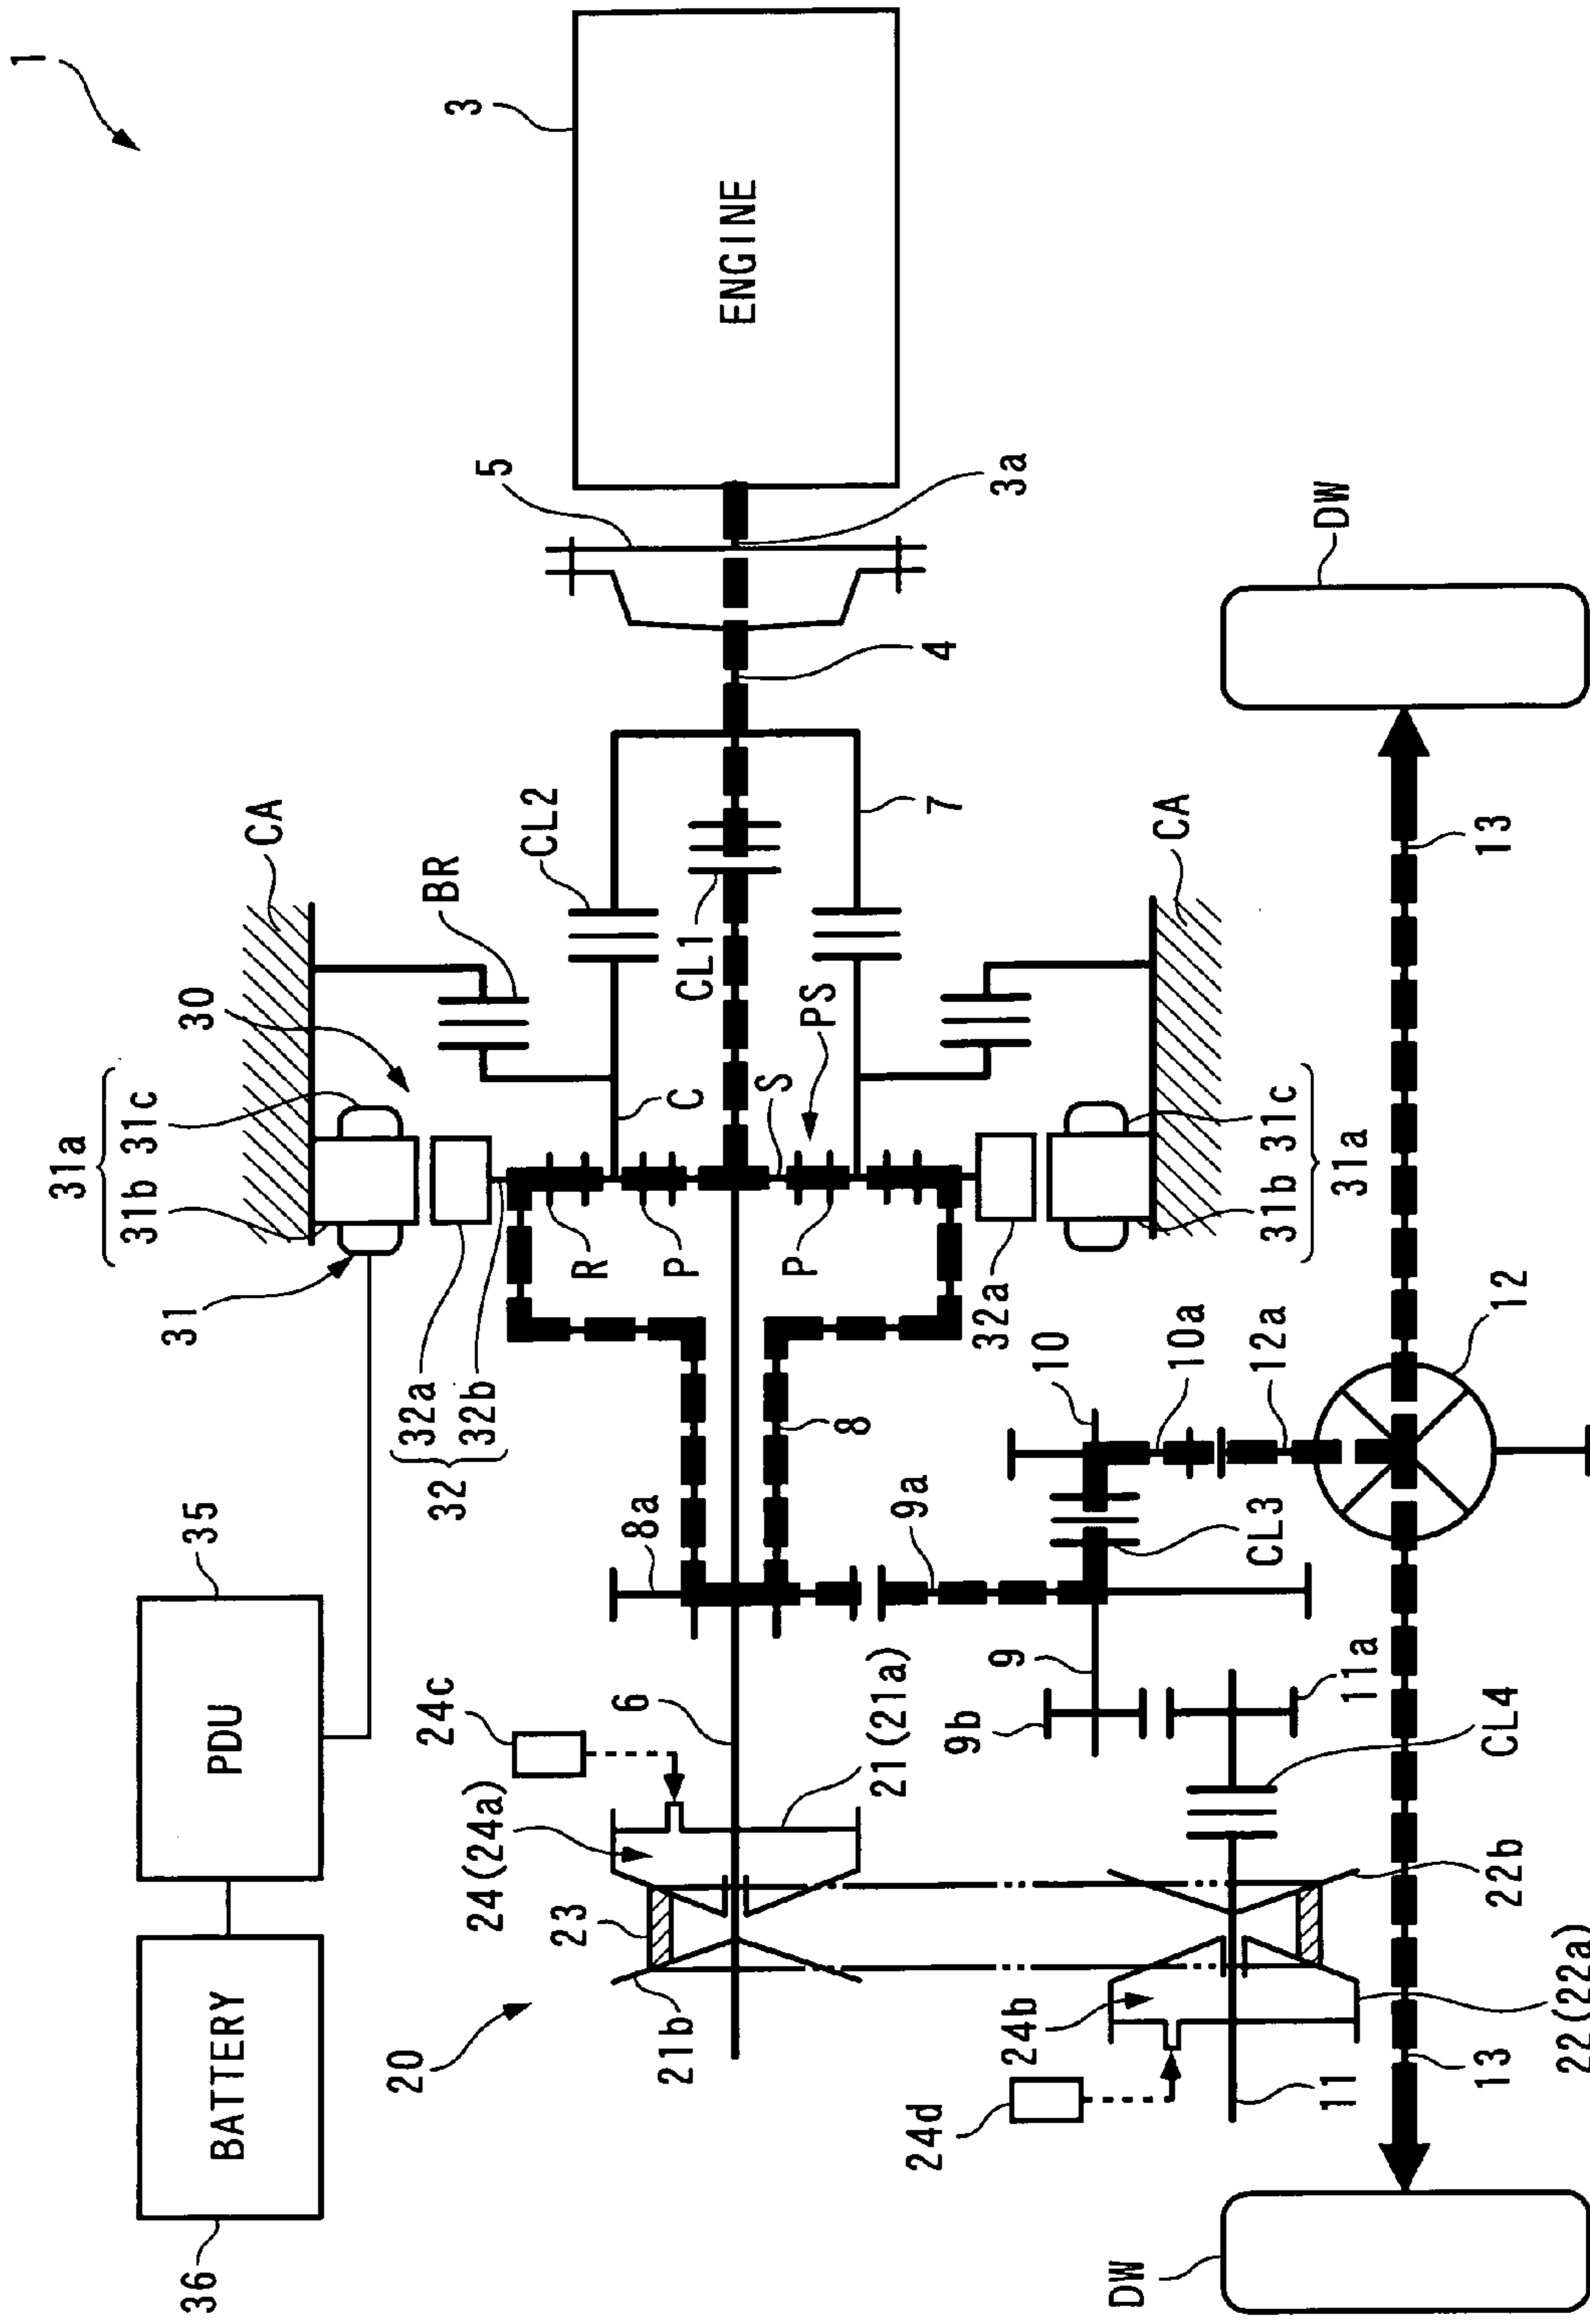 1
3
ENGINE
5
3a
4
DW
CA
CL2
7
CA
BR
CL1
13
30
PS
31a
31b 31c
C
S
31b 31c
31a
31
R
P
P
32a
12
32a
32b
32
10
10a
12a
8
35
8a
9a
CL3
PDU
24c
6
9
9b
11a
24(24a)
21(21a)
CL4
23
22b
BATTERY
20
21b
24b
22(22a)
13
11
24d
36
DW